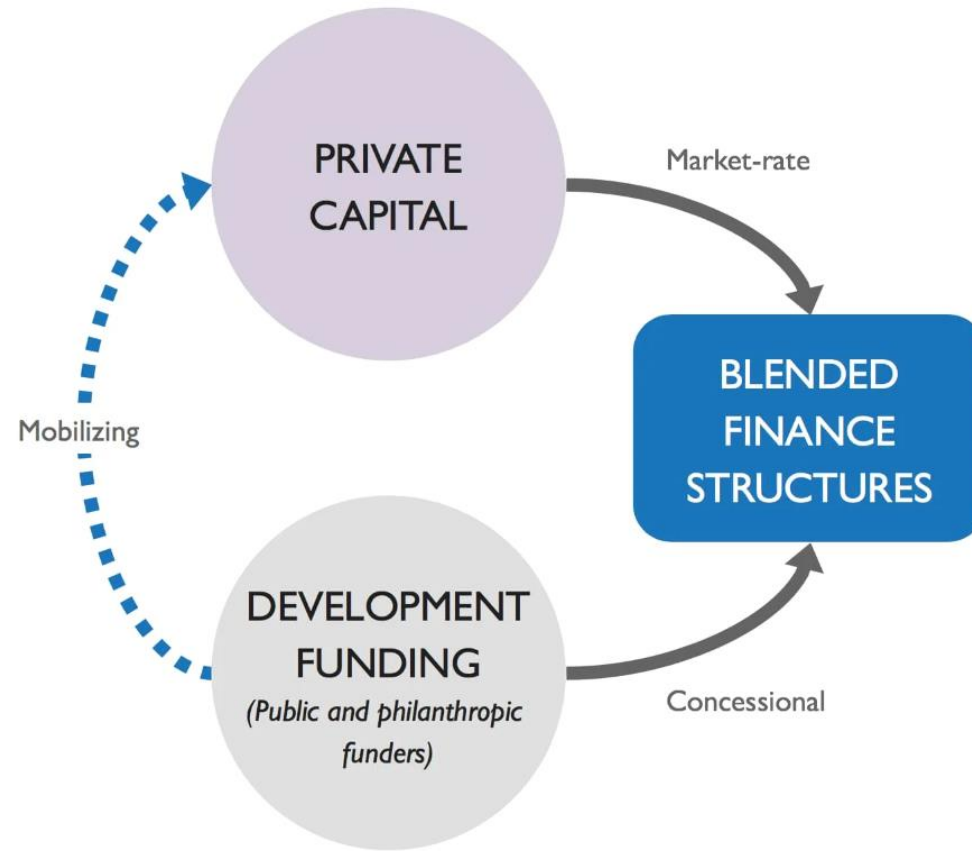 PRIVATE
CAPITAL
Market-rate
BLENDED
FINANCE
STRUCTURES
Mobilizing
DEVELOPMENT
FUNDING
(Public and philanthropic
funders)
Concessional